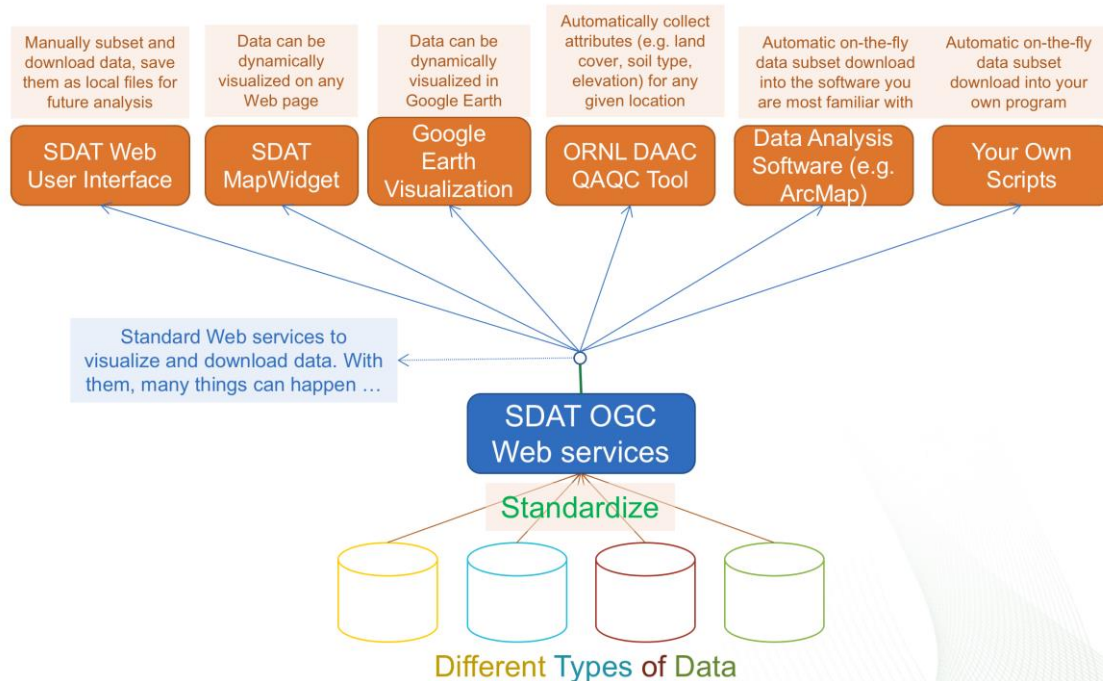 Manually subset and
download data, save
them as local files for
future analysis
Data can be
dynamically
visualized on any
Web page
Data can be
dynamically
visualized in
Google Earth
Automatically collect
attributes (e.g. land
cover, soil type,
elevation) for any
given location
Automatic on-the-fly
data subset download
into the software you
are most familiar with
Automatic on-the-fly
data subset
download into your
own program
SDAT Web
User Interface
SDAT
MapWidget
Google
Earth
Visualization
ORNL DAAC
QAQC Tool
Data Analysis
Software (e.g.
ArcMap)
Your Own
Scripts
Standard Web services to
visualize and download data. With
them, many things can happen …
SDAT OGC
Web services
Standardize
Different Types of Data